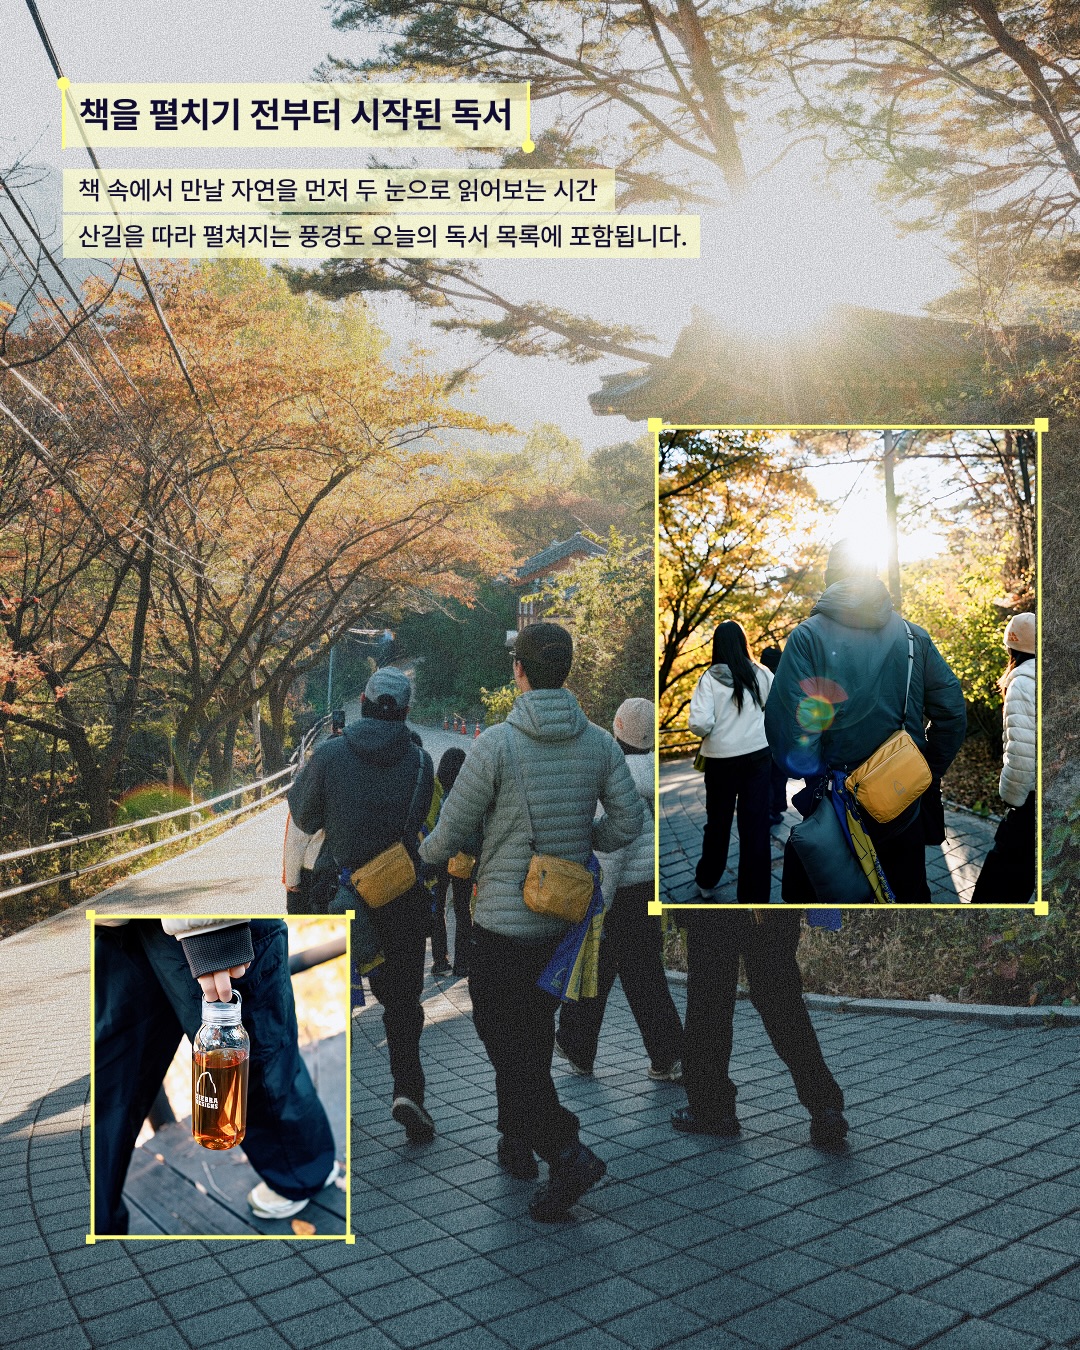 책을 펼치기 전부터 시작된 독서
책 속에서 만날 자연을 먼저 두 눈으로 읽어보는 시간
산길을 따라 펼쳐지는 풍경도 오늘의 독서 목록에 포함됩니다.
SIERRA
DESIGNS